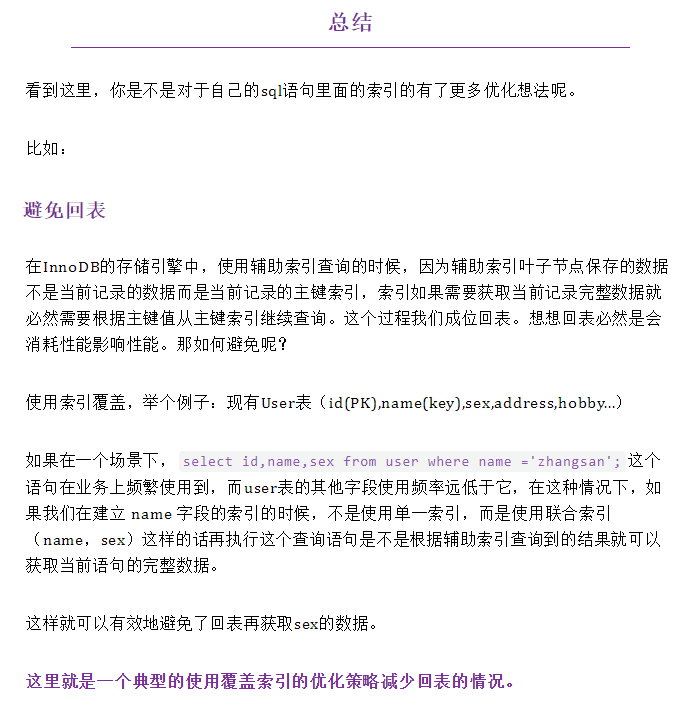 总结
看到这里，你是不是对于自己的sql语句里面的索引的有了更多优化想法呢。
比如：
避免回表
在InnoDB的存储引擎中，使用辅助索引查询的时候，因为辅助索引叶子节点保存的数据
不是当前记录的数据而是当前记录的主键索引，索引如果需要获取当前记录完整数据就
必然需要根据主键值从主键索引继续查询。这个过程我们成位回表。想想回表必然是会
消耗性能影响性能。那如何避免呢？
使用索引覆盖，举个例子：现有User表（id(PK),name(key),sex,address,hobby...）
如果在一个场景下，select id,name,sex from user where name ='zhangsan';这个
语句在业务上频繁使用到，而user表的其他字段使用频率远低于它，在这种情况下，如
果我们在建立 name 字段的索引的时候，不是使用单一索引，而是使用联合索引
（name，sex）这样的话再执行这个查询语句是不是根据辅助索引查询到的结果就可以
获取当前语句的完整数据。
这样就可以有效地避免了回表再获取sex的数据。
这里就是一个典型的使用覆盖索引的优化策略减少回表的情况。